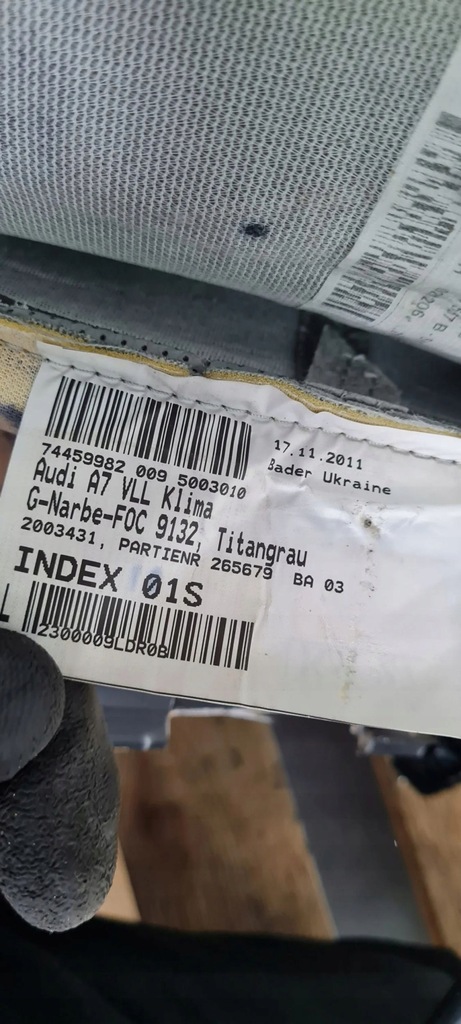 74459982 009 5003010
17.11.2011
Bader Ukraine
Audi A7 VLL Klima
G-Narbe-FOC 9132, Titangrau
2003431, PARTIENR 265679 BA 03
INDEX 01S
2300009LDR0B